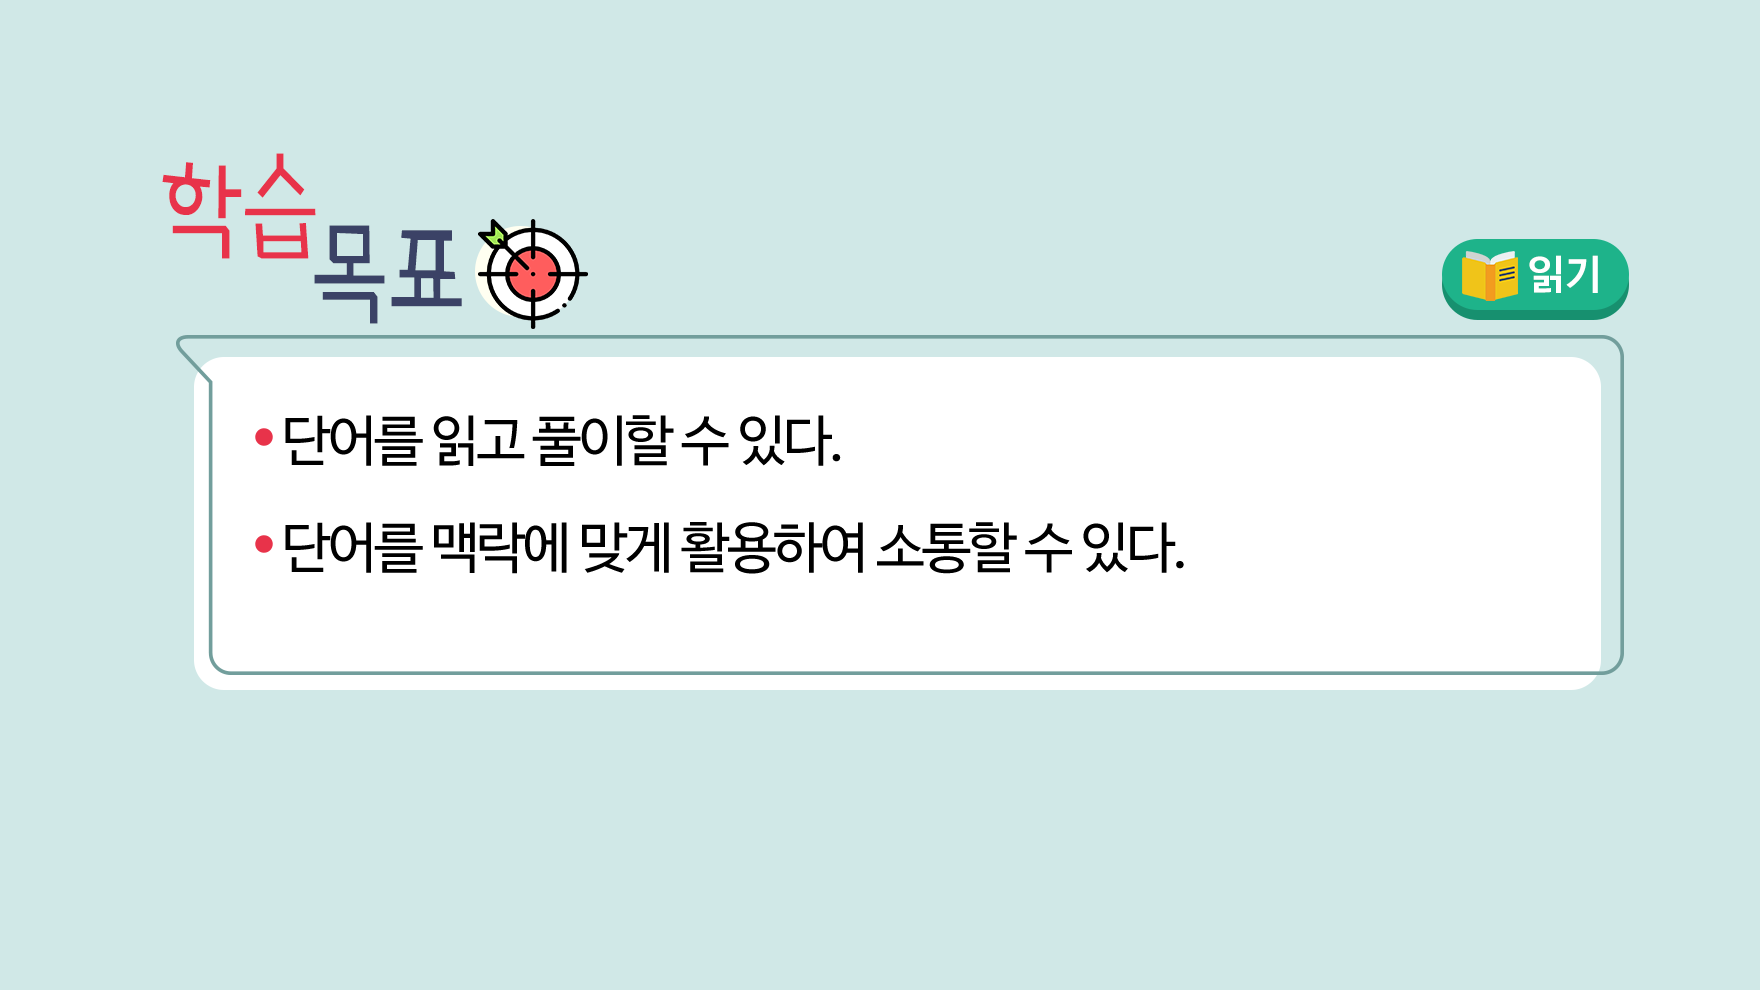 학습
목표
읽기
• 단어를 읽고 풀이할 수 있다.
• 단어를 맥락에 맞게 활용하여 소통할 수 있다.